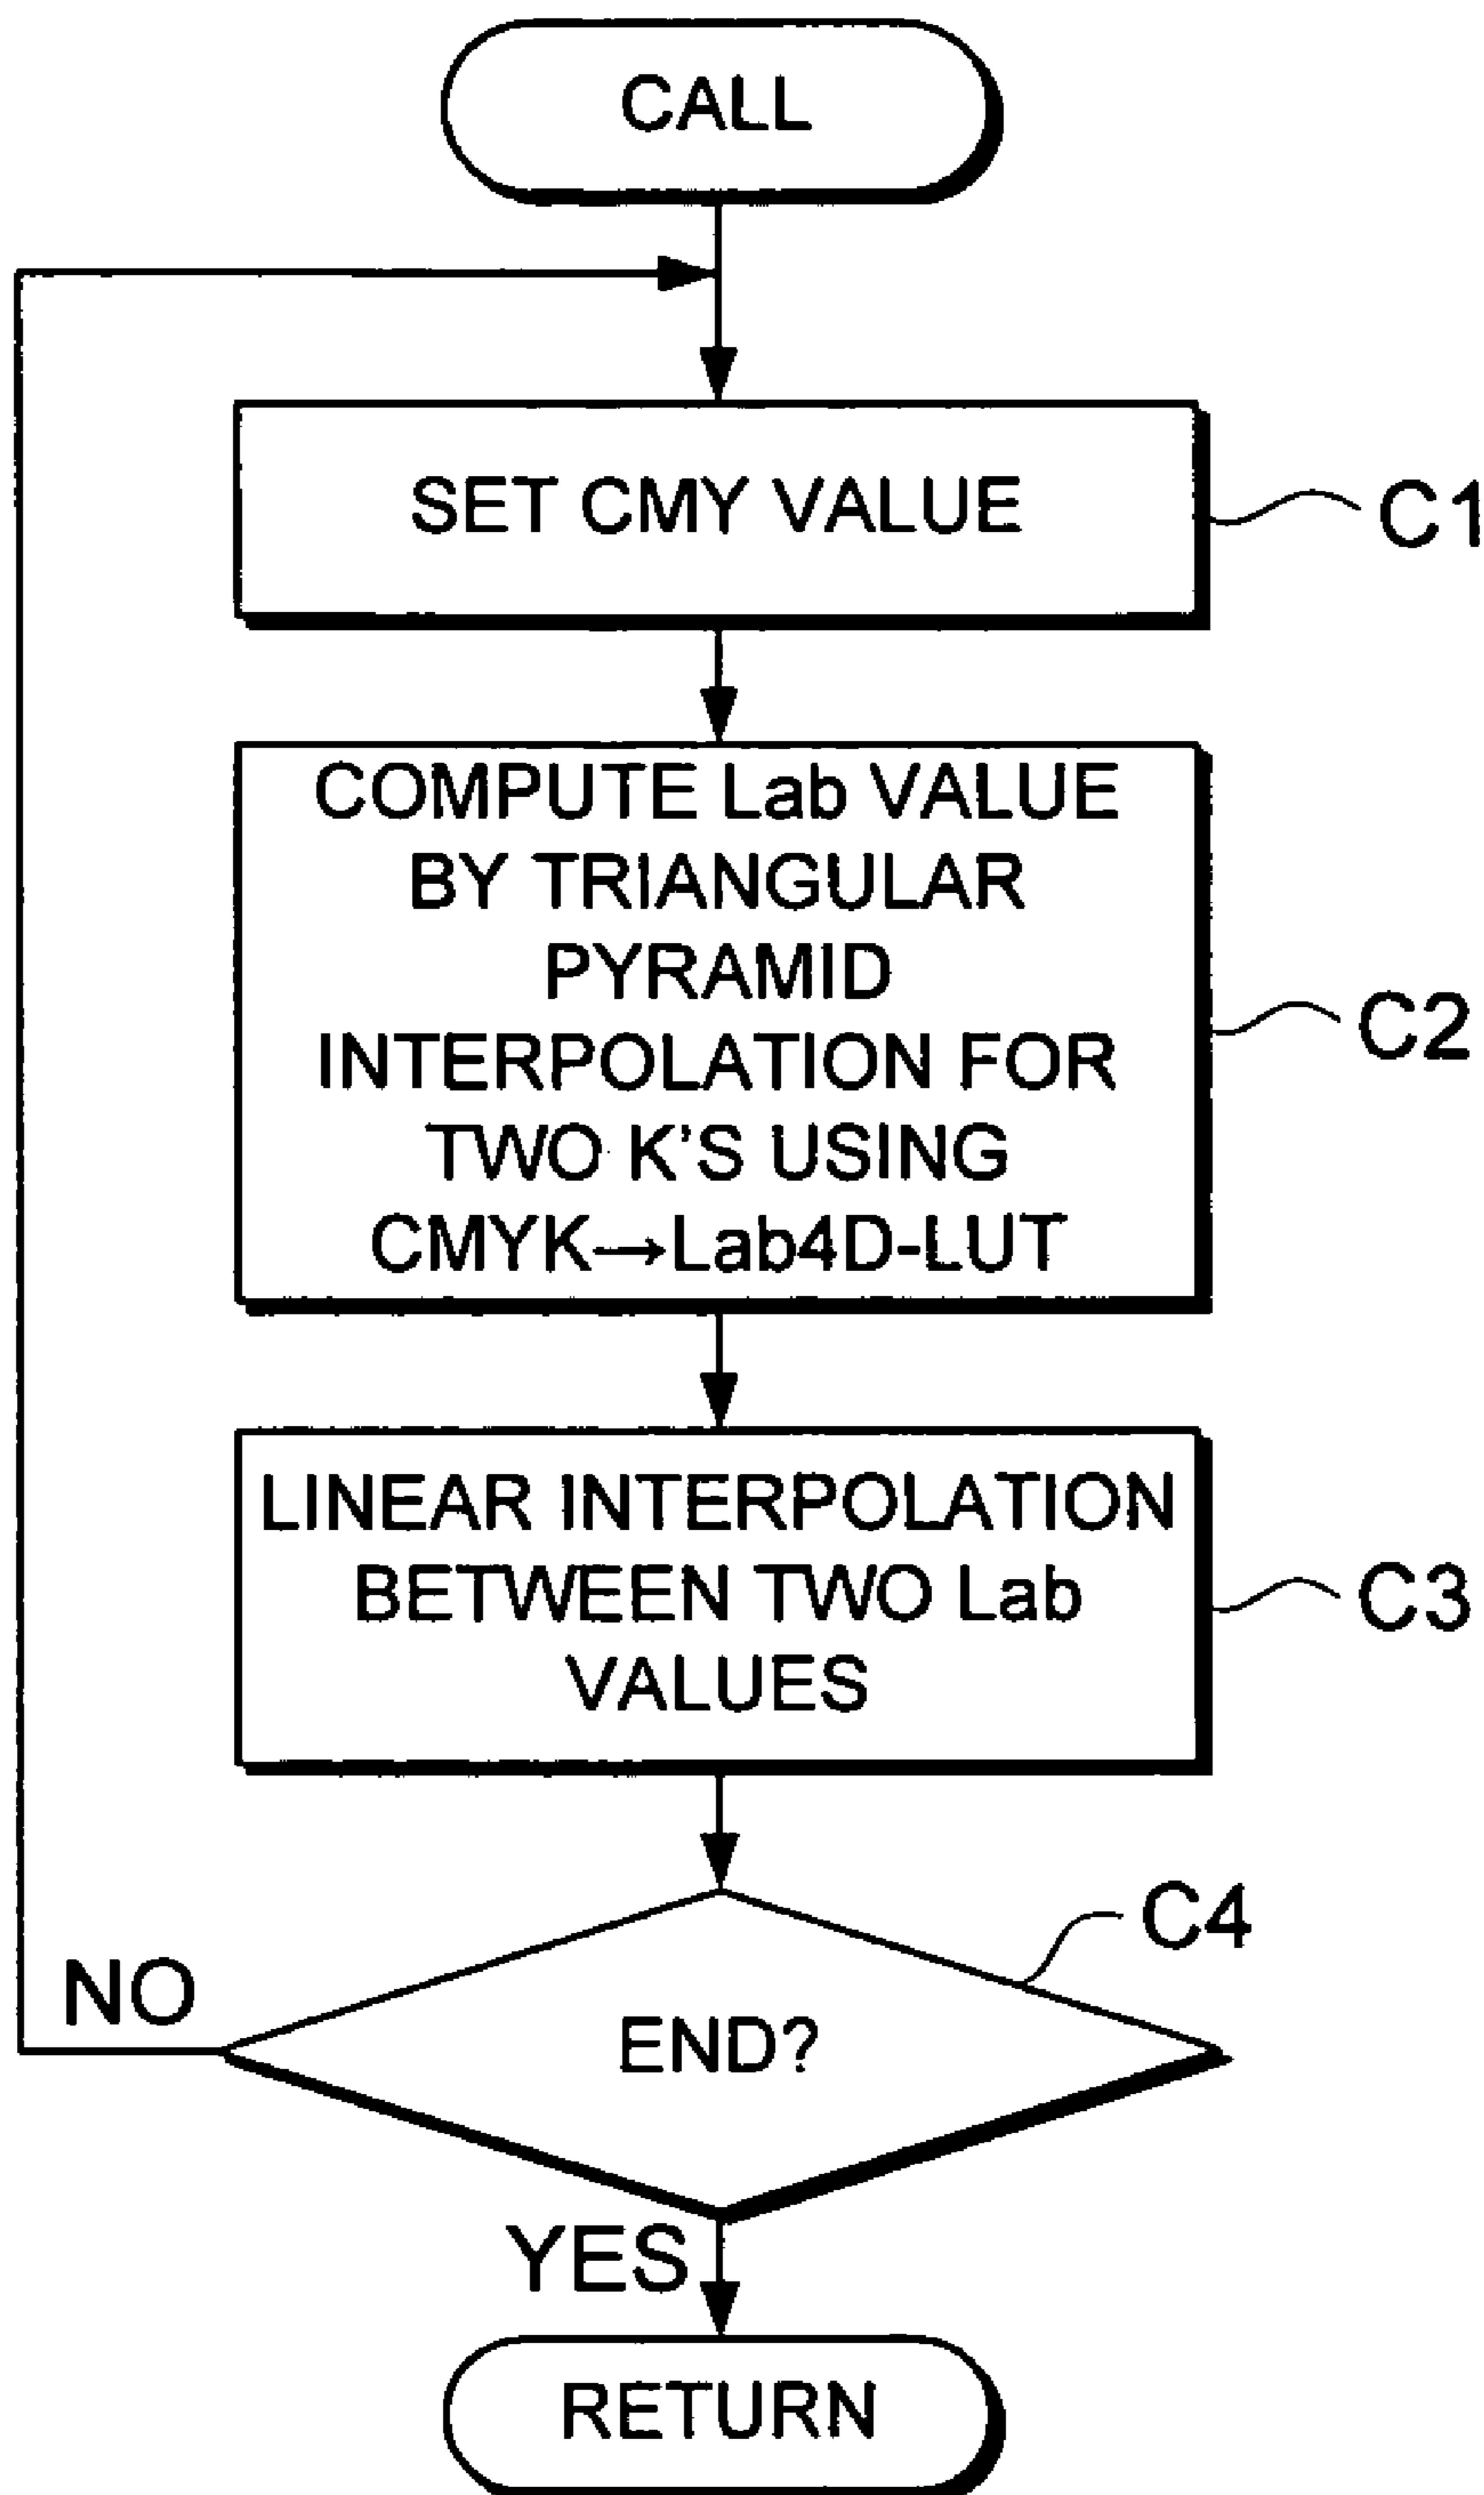 CALL
SET CMY VALUE
C1
COMPUTE Lab VALUE
BY TRIANGULAR
PYRAMID
INTERPOLATION FOR
TWO K'S USING
CMYK→Lab4D-LUT
C2
LINEAR INTERPOLATION
BETWEEN TWO Lab
VALUES
C3
C4
END?
NO
YES
RETURN